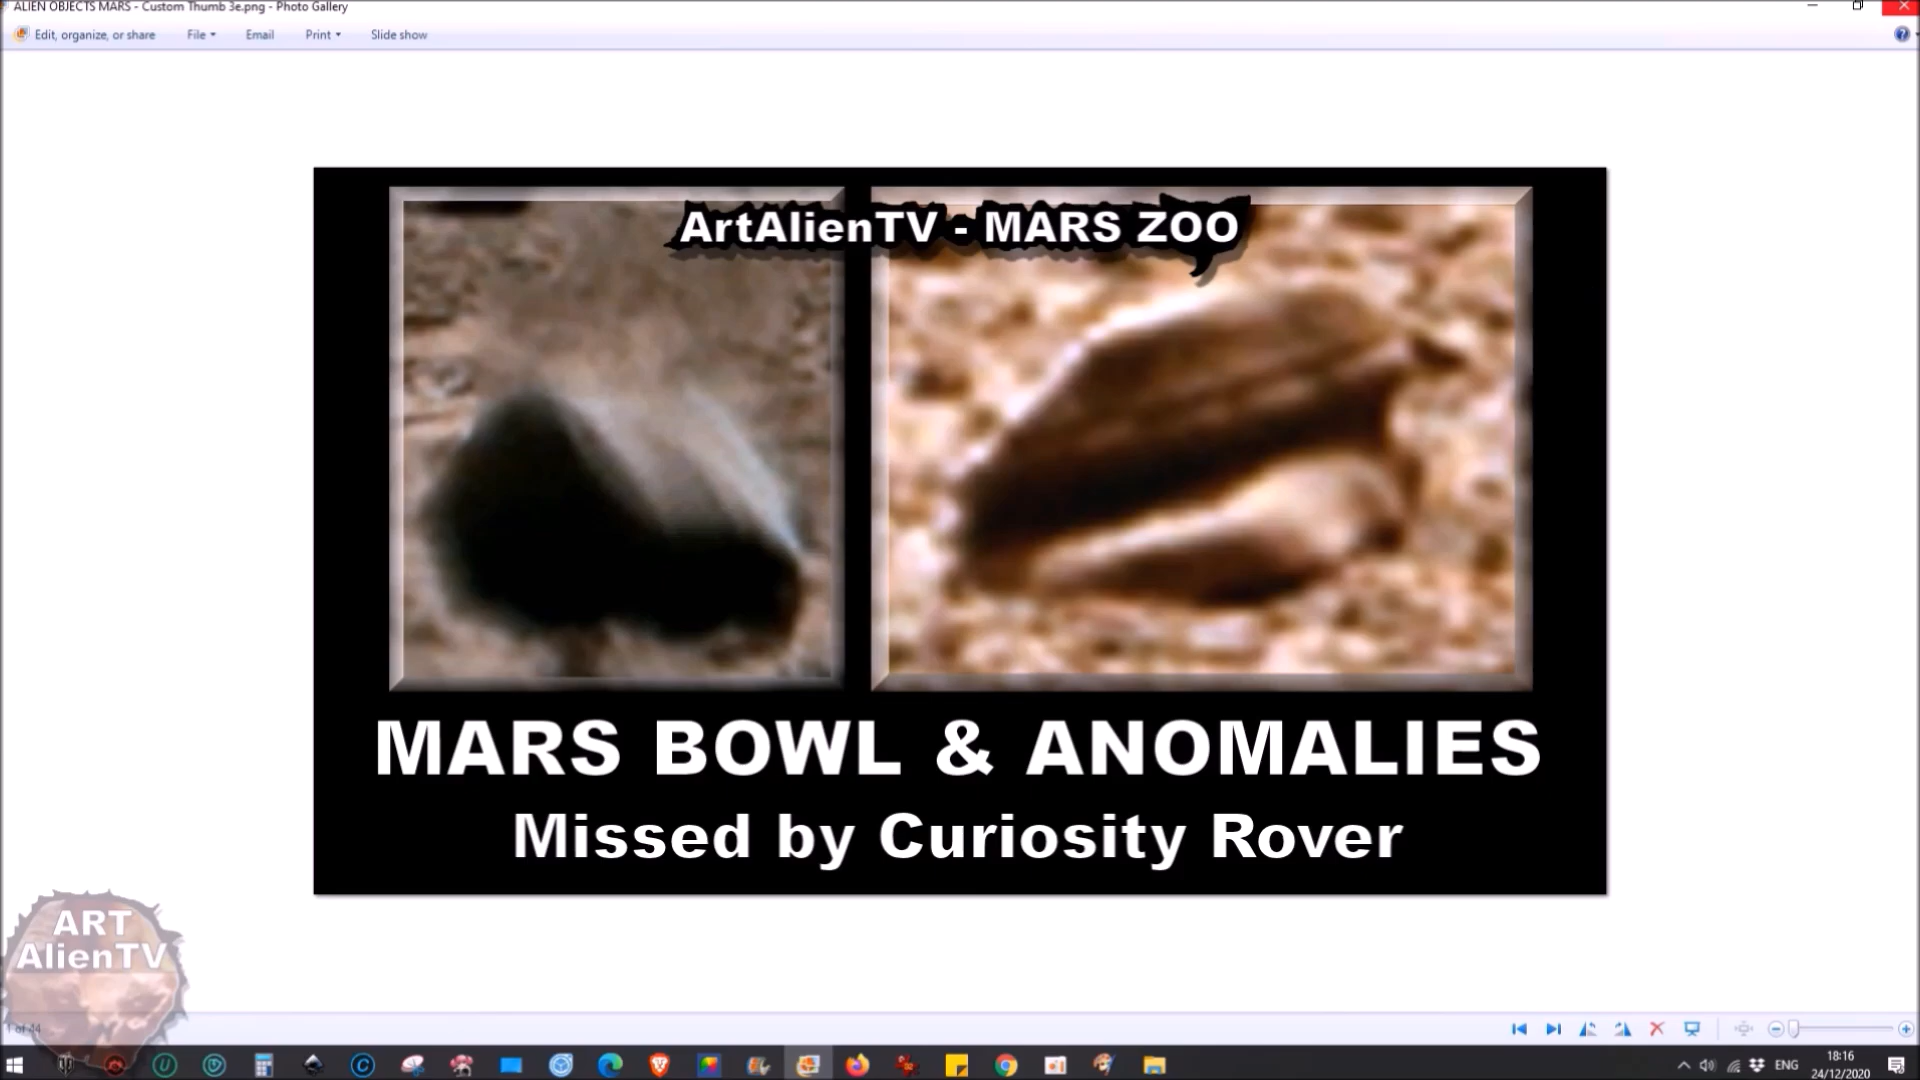 ALIEN OBJECTS MARS - Custom Thumb 3e.png - Photo Gallery
Edit, organize, or share File Email Print Slide show
ArtAlienTV - MARS ZOO
MARS BOWL & ANOMALIES
Missed by Curiosity Rover
ART
AlienTV
1 of 44
ENG
18:16
24/12/2020